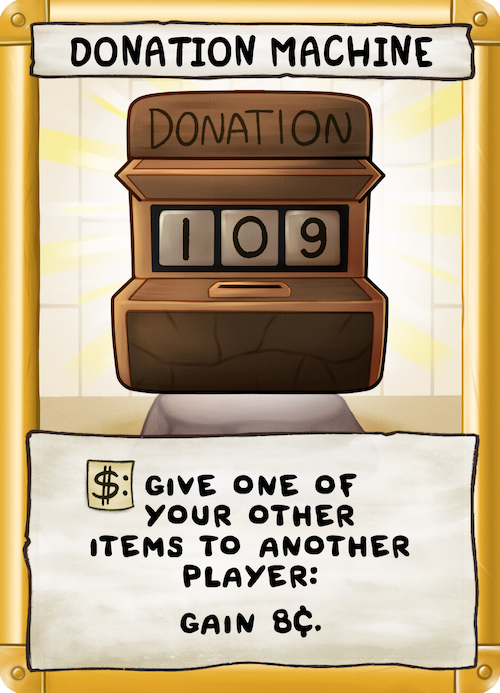 DONATION MACHINE
DONATION
109
$: GIVE ONE OF
YOUR OTHER
ITEMS TO ANOTHER
PLAYER:
GAIN 8¢.